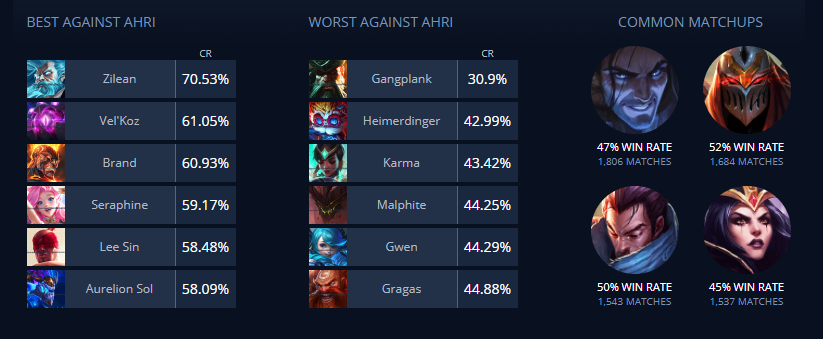 BEST AGAINST AHRI
CR
Zilean 70.53%
Vel'Koz 61.05%
Brand 60.93%
Seraphine 59.17%
Lee Sin 58.48%
Aurelion Sol 58.09%
WORST AGAINST AHRI
CR
Gangplank 30.9%
Heimerdinger 42.99%
Karma 43.42%
Malphite 44.25%
Gwen 44.29%
Gragas 44.88%
COMMON MATCHUPS
47% WIN RATE
1,806 MATCHES
52% WIN RATE
1,684 MATCHES
50% WIN RATE
1,543 MATCHES
45% WIN RATE
1,537 MATCHES